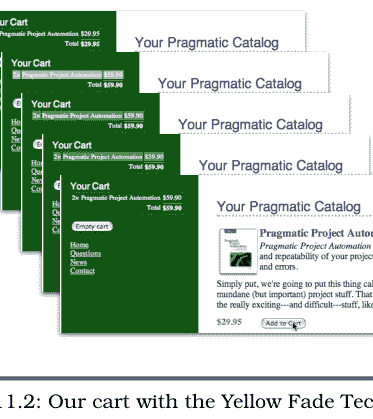 ur Cart
Pragmatic Project Automation $29.95
Total $29.95
Your Pragmatic Catalog
Your Cart
2x Pragmatic Project Automation $59.90
Total $59.90
Your Pragmatic Catalog
Your Cart
2x Pragmatic Project Automation $59.90
Total $59.90
Your Pragmatic Catalog
Your Cart
2x Pragmatic Project Automation $59.90
Total $59.90
Your Pragmatic Catalog
Your Cart
2x Pragmatic Project Automation $59.90
Total $59.90
Empty cart
Home
Questions
News
Contact
Your Pragmatic Catalog
Pragmatic Project Autor
Pragmatic Project Automation
and repeatability of your projec
and errors.
Simply put, we're going to put this thing cal
mundane (but important) project stuff. That
the really exciting---and difficult---stuff, like
$29.95
Add to Cart
1.2: Our cart with the Yellow Fade Tec